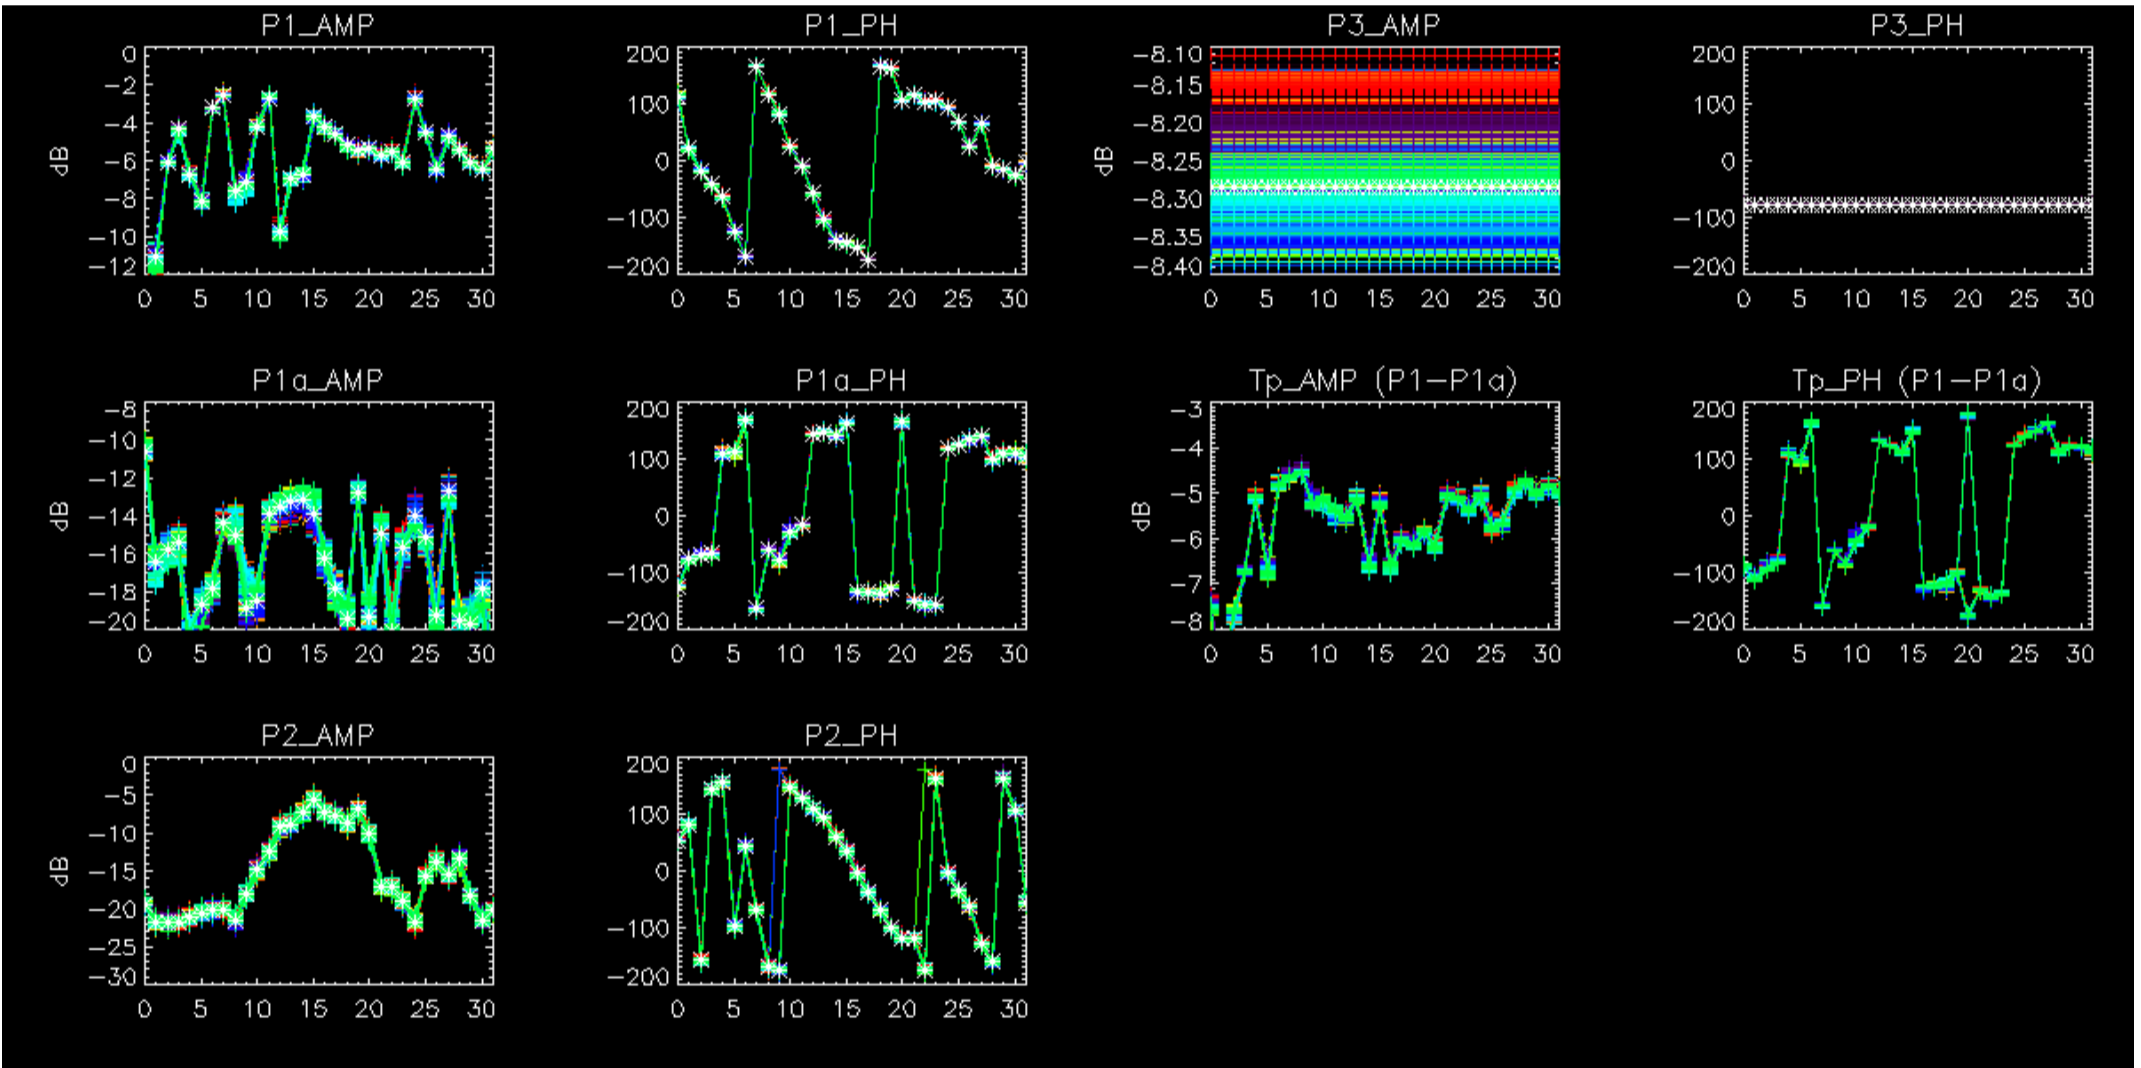 P1_AMP P1_PH P3_AMP P3_PH
0 200 -8.10 200
-2 -8.15
100 100
-4 -8.20
dB -6 0 dB -8.25 0
-8 -8.30
-100 -100
-10 -8.35
-12 -200 -8.40 -200
0 5 10 15 20 25 30 0 5 10 15 20 25 30 0 5 10 15 20 25 30 0 5 10 15 20 25 30
P1a_AMP P1a_PH Tp_AMP (P1-P1a) Tp_PH (P1-P1a)
-8 200 -3 200
-10 100 -4 100
-12
dB -14 0 dB -5 0
-16 -6
-18 -100 -7 -100
-20 -200 -8 -200
0 5 10 15 20 25 30 0 5 10 15 20 25 30 0 5 10 15 20 25 30 0 5 10 15 20 25 30
P2_AMP P2_PH
0 200
-5 100
-10
dB -15 0
-20 -100
-25
-30 -200
0 5 10 15 20 25 30 0 5 10 15 20 25 30